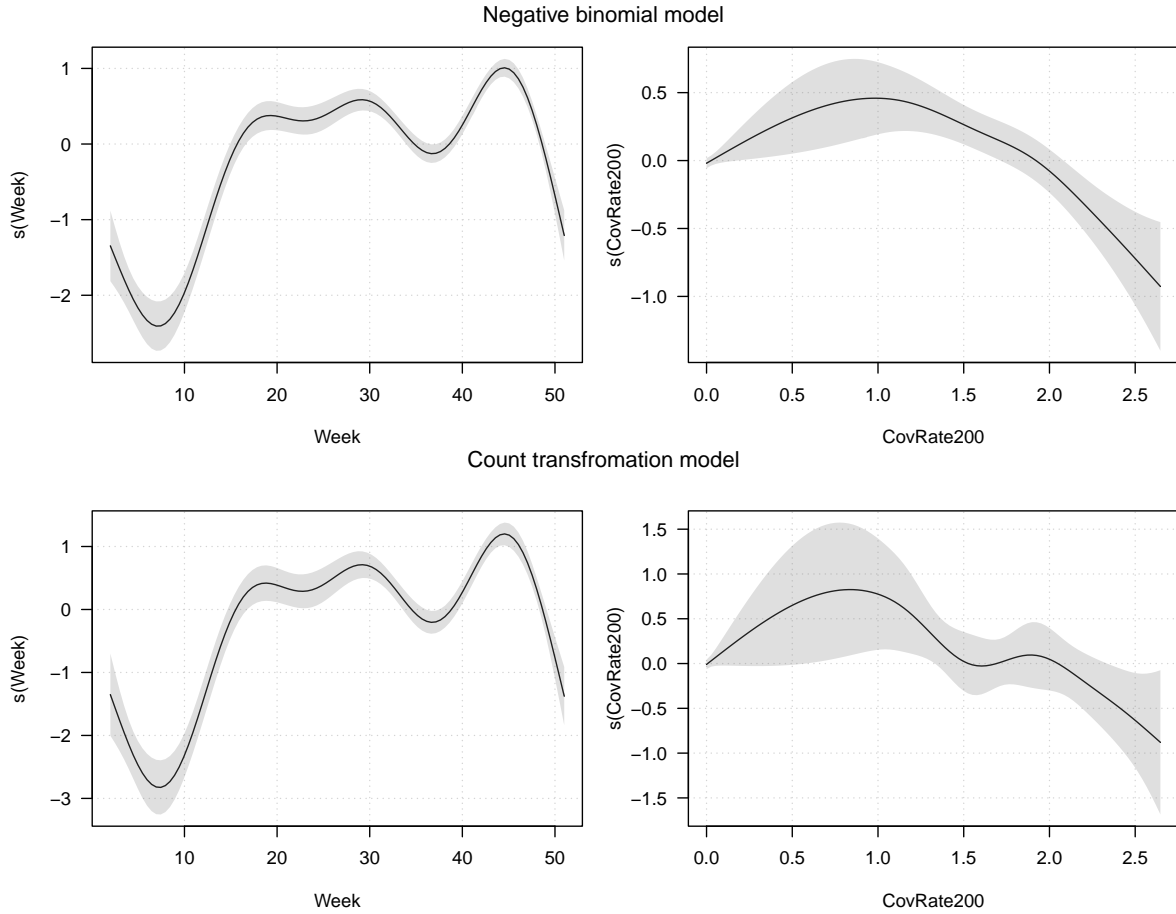 Negative binomial model
1
0
−1
−2
s(Week)
10 20 30 40 50
Week
0.5
0.0
−0.5
−1.0
s(CovRate200)
0.0 0.5 1.0 1.5 2.0 2.5
CovRate200
Count transfromation model
1
0
−1
−2
−3
s(Week)
10 20 30 40 50
Week
1.5
1.0
0.5
0.0
−0.5
−1.0
−1.5
s(CovRate200)
0.0 0.5 1.0 1.5 2.0 2.5
CovRate200